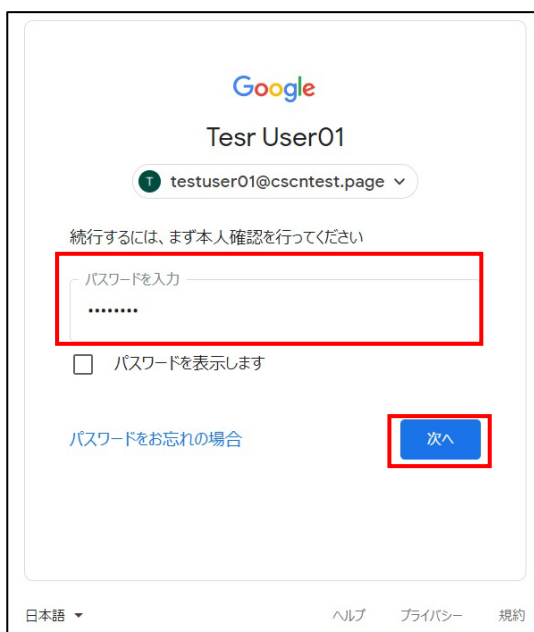 Google
Tesr User01
T testuser01@cscntest.page
続行するには、まず本人確認を行ってください
パスワードを入力
••••••••
パスワードを表示します
パスワードをお忘れの場合
次へ
日本語
ヘルプ プライバシー 規約